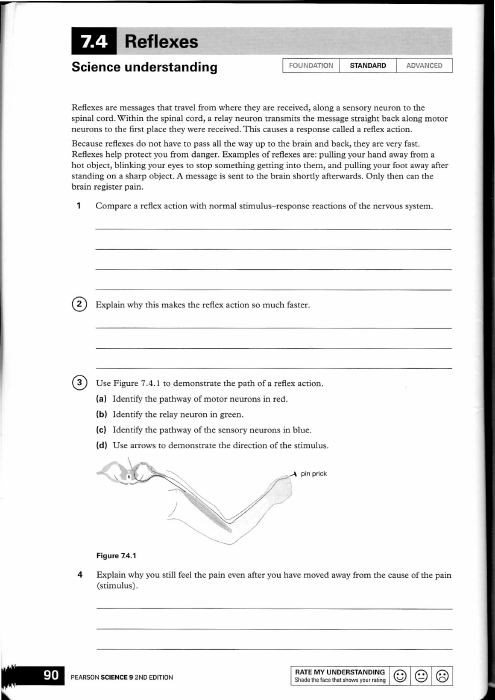 7.4 Reflexes
Science understanding
FOUNDATION STANDARD ADVANCED
Reflexes are messages that travel from where they are received, along a sensory neuron to the
spinal cord. Within the spinal cord, a relay neuron transmits the message straight back along motor
neurons to the first place they were received. This causes a response called a reflex action.
Because reflexes do not have to pass all the way up to the brain and back, they are very fast.
Reflexes help protect you from danger. Examples of reflexes are: pulling your hand away from a
hot object, blinking your eyes to stop something getting into them, and pulling your foot away after
standing on a sharp object. A message is sent to the brain shortly afterwards. Only then can the
brain register pain.
1 Compare a reflex action with normal stimulus–response reactions of the nervous system.
2 Explain why this makes the reflex action so much faster.
3 Use Figure 7.4.1 to demonstrate the path of a reflex action.
(a) Identify the pathway of motor neurons in red.
(b) Identify the relay neuron in green.
(c) Identify the pathway of the sensory neurons in blue.
(d) Use arrows to demonstrate the direction of the stimulus.
pin prick
Figure 7.4.1
4 Explain why you still feel the pain even after you have moved away from the cause of the pain
(stimulus).
90 PEARSON SCIENCE 9 2ND EDITION
RATE MY UNDERSTANDING
Shade the face that shows your rating